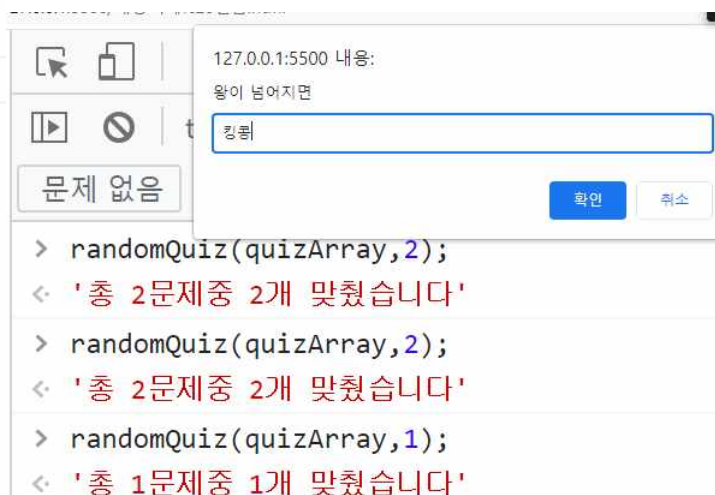 127.0.0.1:5500 내용:
왕이 넘어지면
킹콩
확인 취소
t
문제 없음
> randomQuiz(quizArray,2);
<· '총 2문제중 2개 맞췄습니다'
> randomQuiz(quizArray,2);
<· '총 2문제중 2개 맞췄습니다'
> randomQuiz(quizArray,1);
<· '총 1문제중 1개 맞췄습니다'